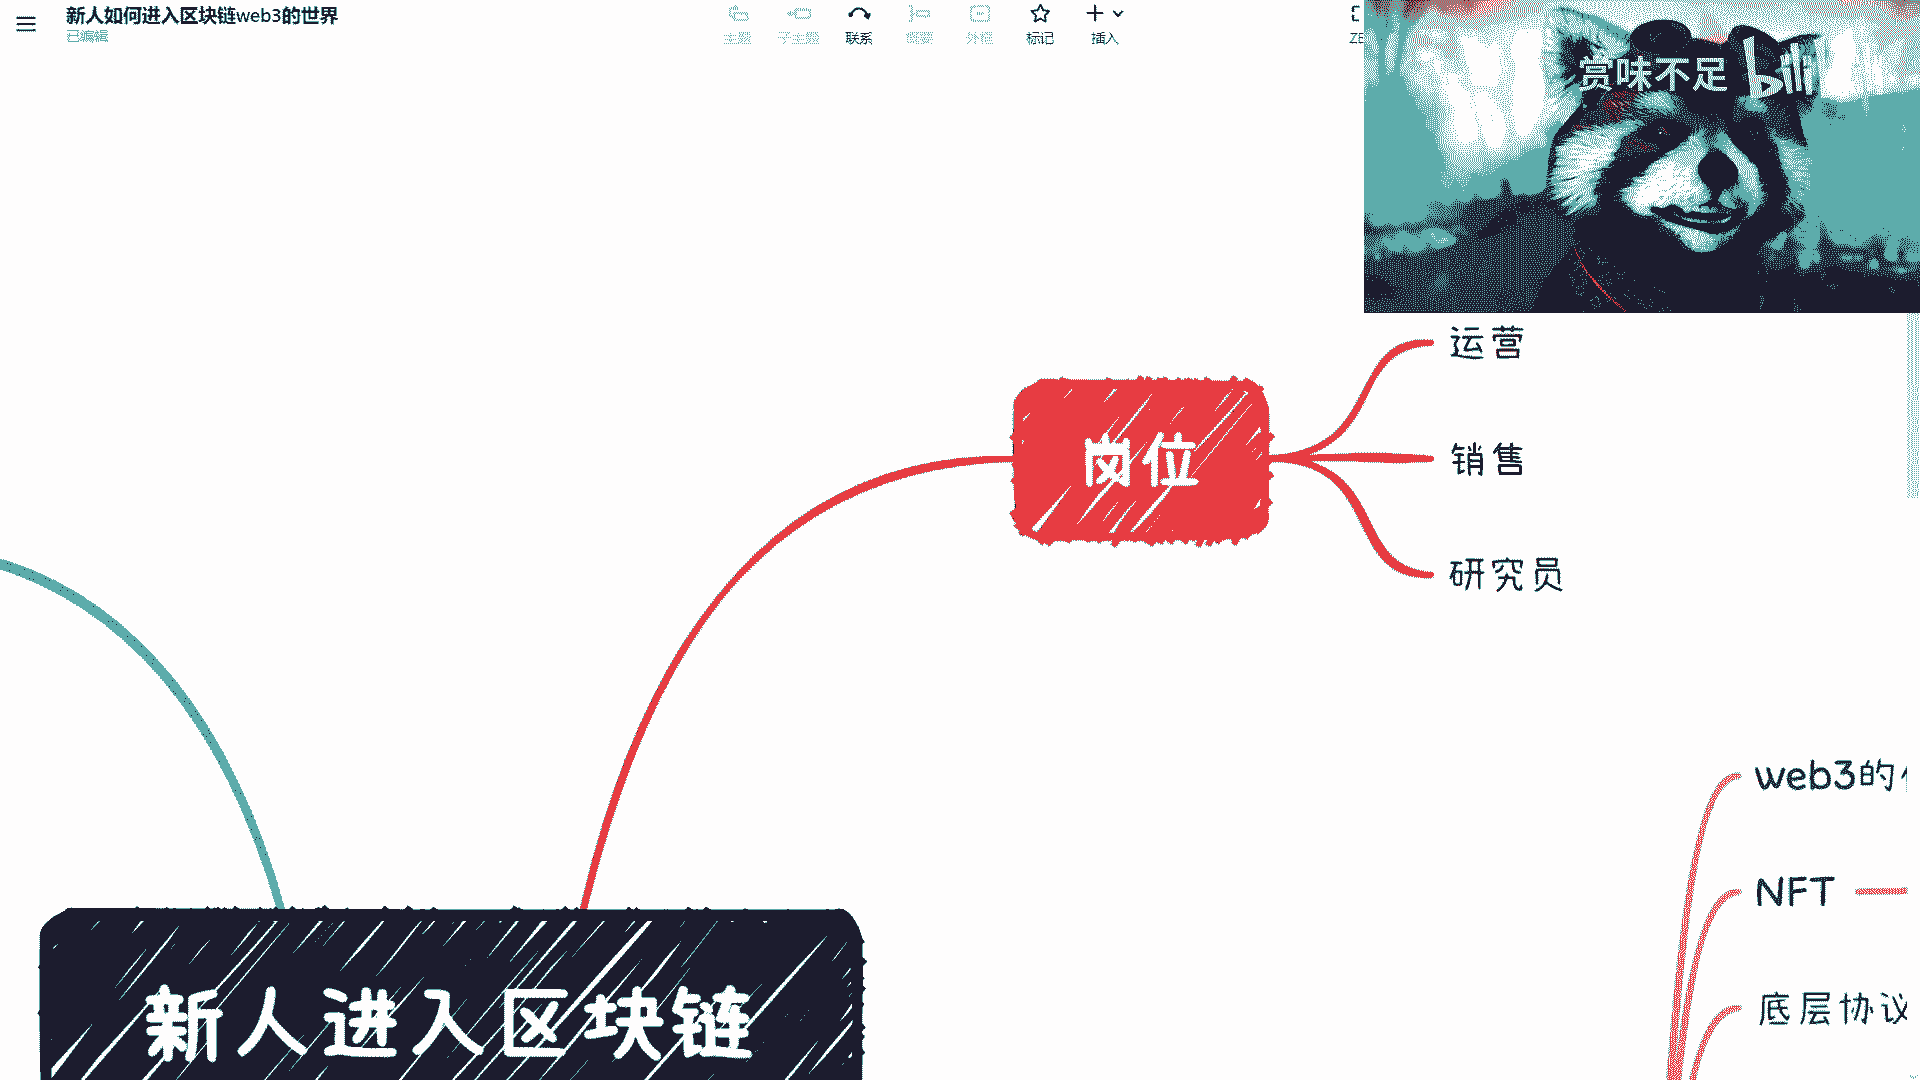 新人如何进入区块链web3的世界
已编辑
主题
子主题
联系
概要
外框
标记
插入
ZE
赏味不足 bili
运营
岗位
销售
研究员
web3的
NFT
底层协议
新人进入区块链